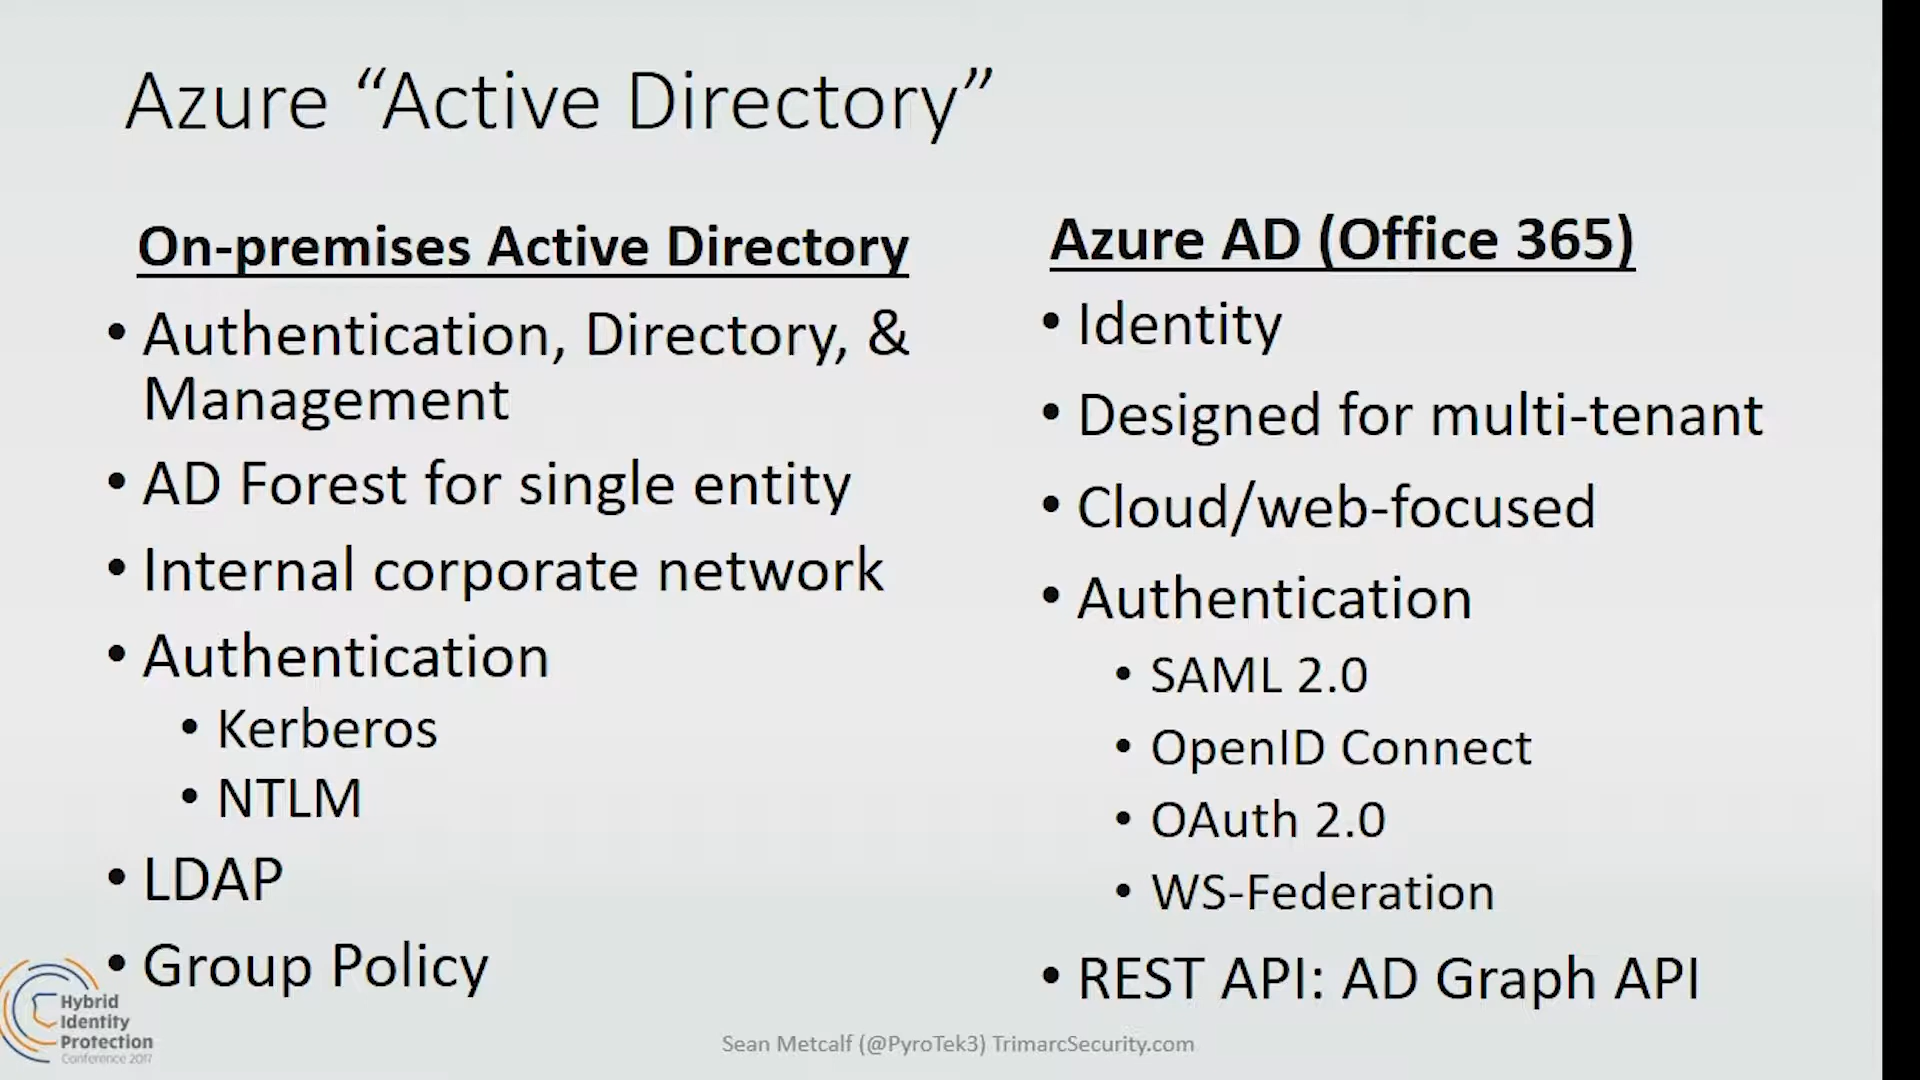 Azure “Active Directory”
On-premises Active Directory
• Authentication, Directory, &
Management
• AD Forest for single entity
• Internal corporate network
• Authentication
• Kerberos
• NTLM
• LDAP
• Group Policy
Azure AD (Office 365)
• Identity
• Designed for multi-tenant
• Cloud/web-focused
• Authentication
• SAML 2.0
• OpenID Connect
• OAuth 2.0
• WS-Federation
• REST API: AD Graph API
Hybrid
Identity
Protection
Conference 2017
Sean Metcalf (@PyroTek3) TrimarcSecurity.com